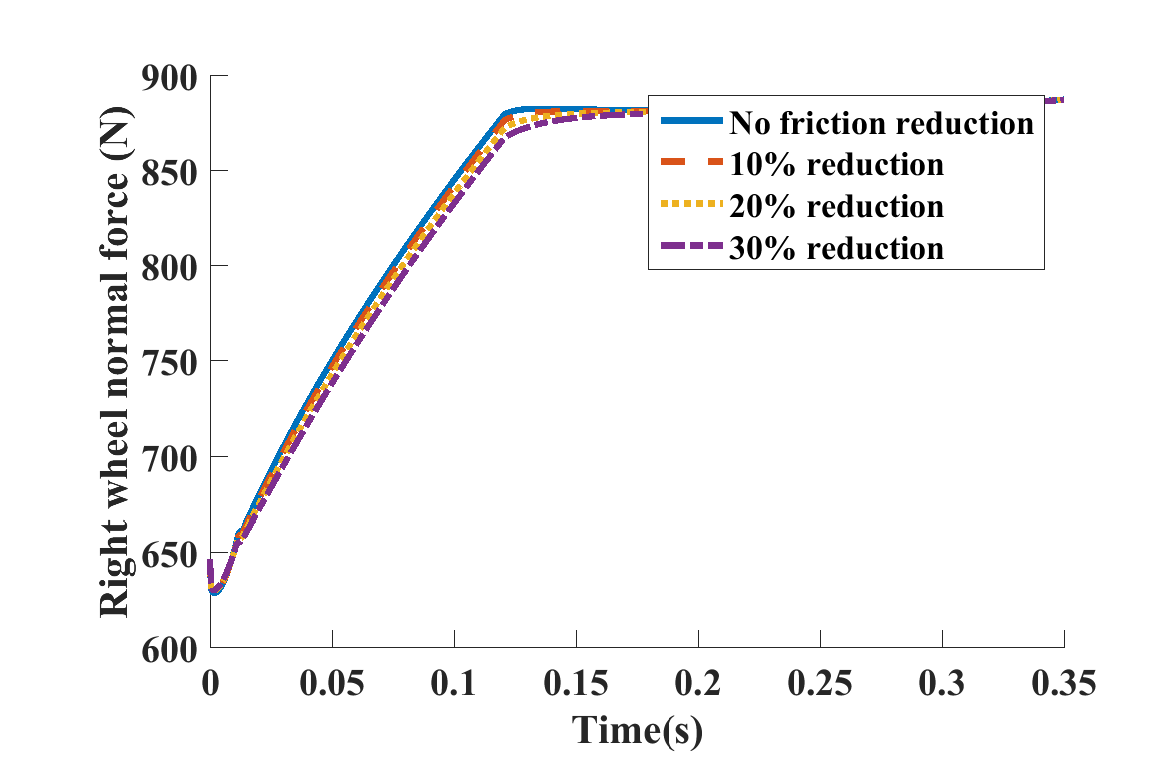 900
850
800
750
700
650
600
Right wheel normal force (N)
No friction reduction
10% reduction
20% reduction
30% reduction
0 0.05 0.1 0.15 0.2 0.25 0.3 0.35
Time(s)